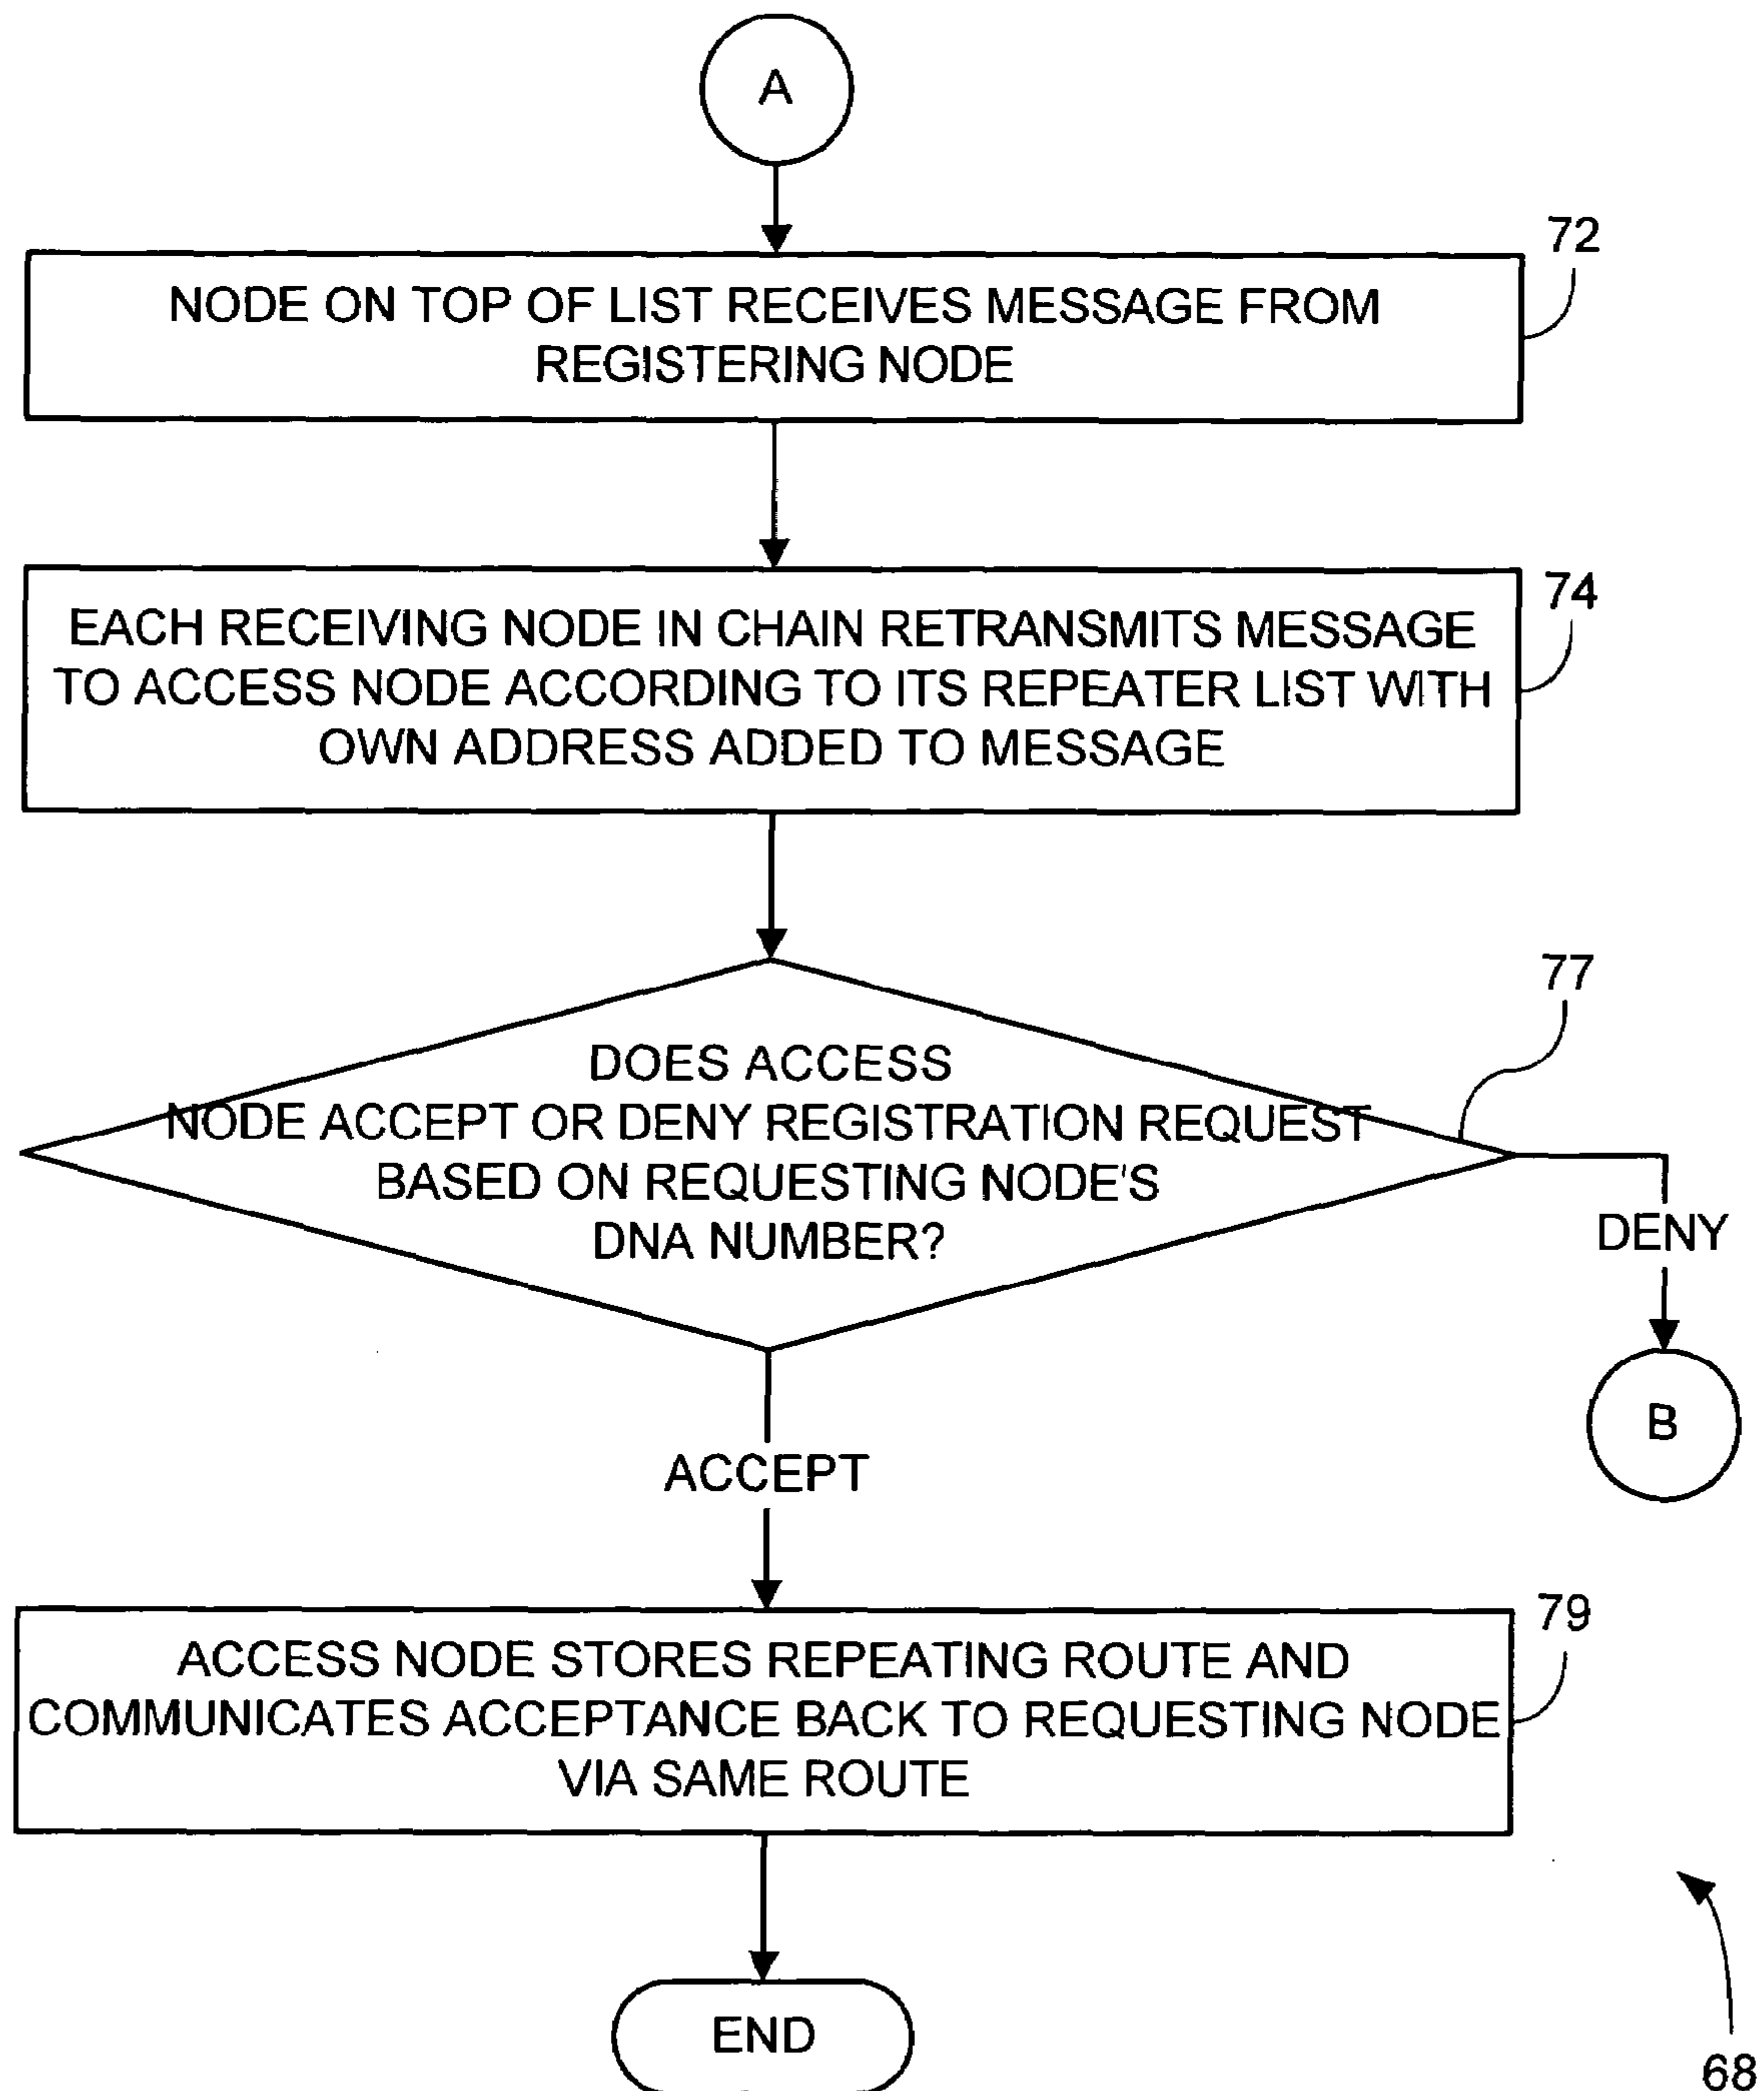 A
72
NODE ON TOP OF LIST RECEIVES MESSAGE FROM
REGISTERING NODE
74
EACH RECEIVING NODE IN CHAIN RETRANSMITS MESSAGE
TO ACCESS NODE ACCORDING TO ITS REPEATER LIST WITH
OWN ADDRESS ADDED TO MESSAGE
77
DOES ACCESS
NODE ACCEPT OR DENY REGISTRATION REQUEST
BASED ON REQUESTING NODE'S
DNA NUMBER?
DENY
B
ACCEPT
79
ACCESS NODE STORES REPEATING ROUTE AND
COMMUNICATES ACCEPTANCE BACK TO REQUESTING NODE
VIA SAME ROUTE
END
68